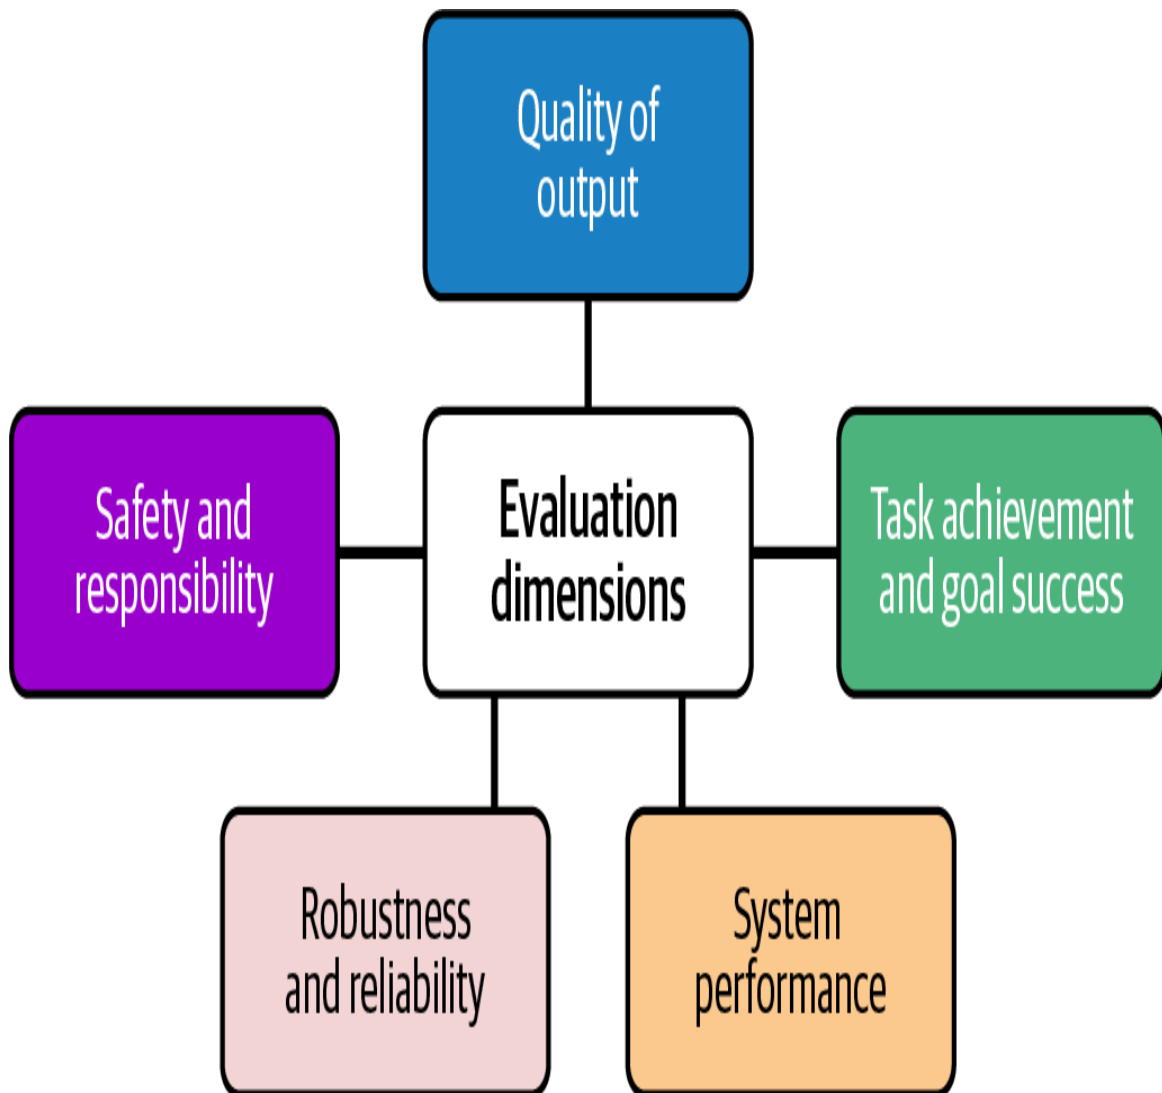 Quality of
output
Safety and
responsibility
Evaluation
dimensions
Task achievement
and goal success
Robustness
and reliability
System
performance